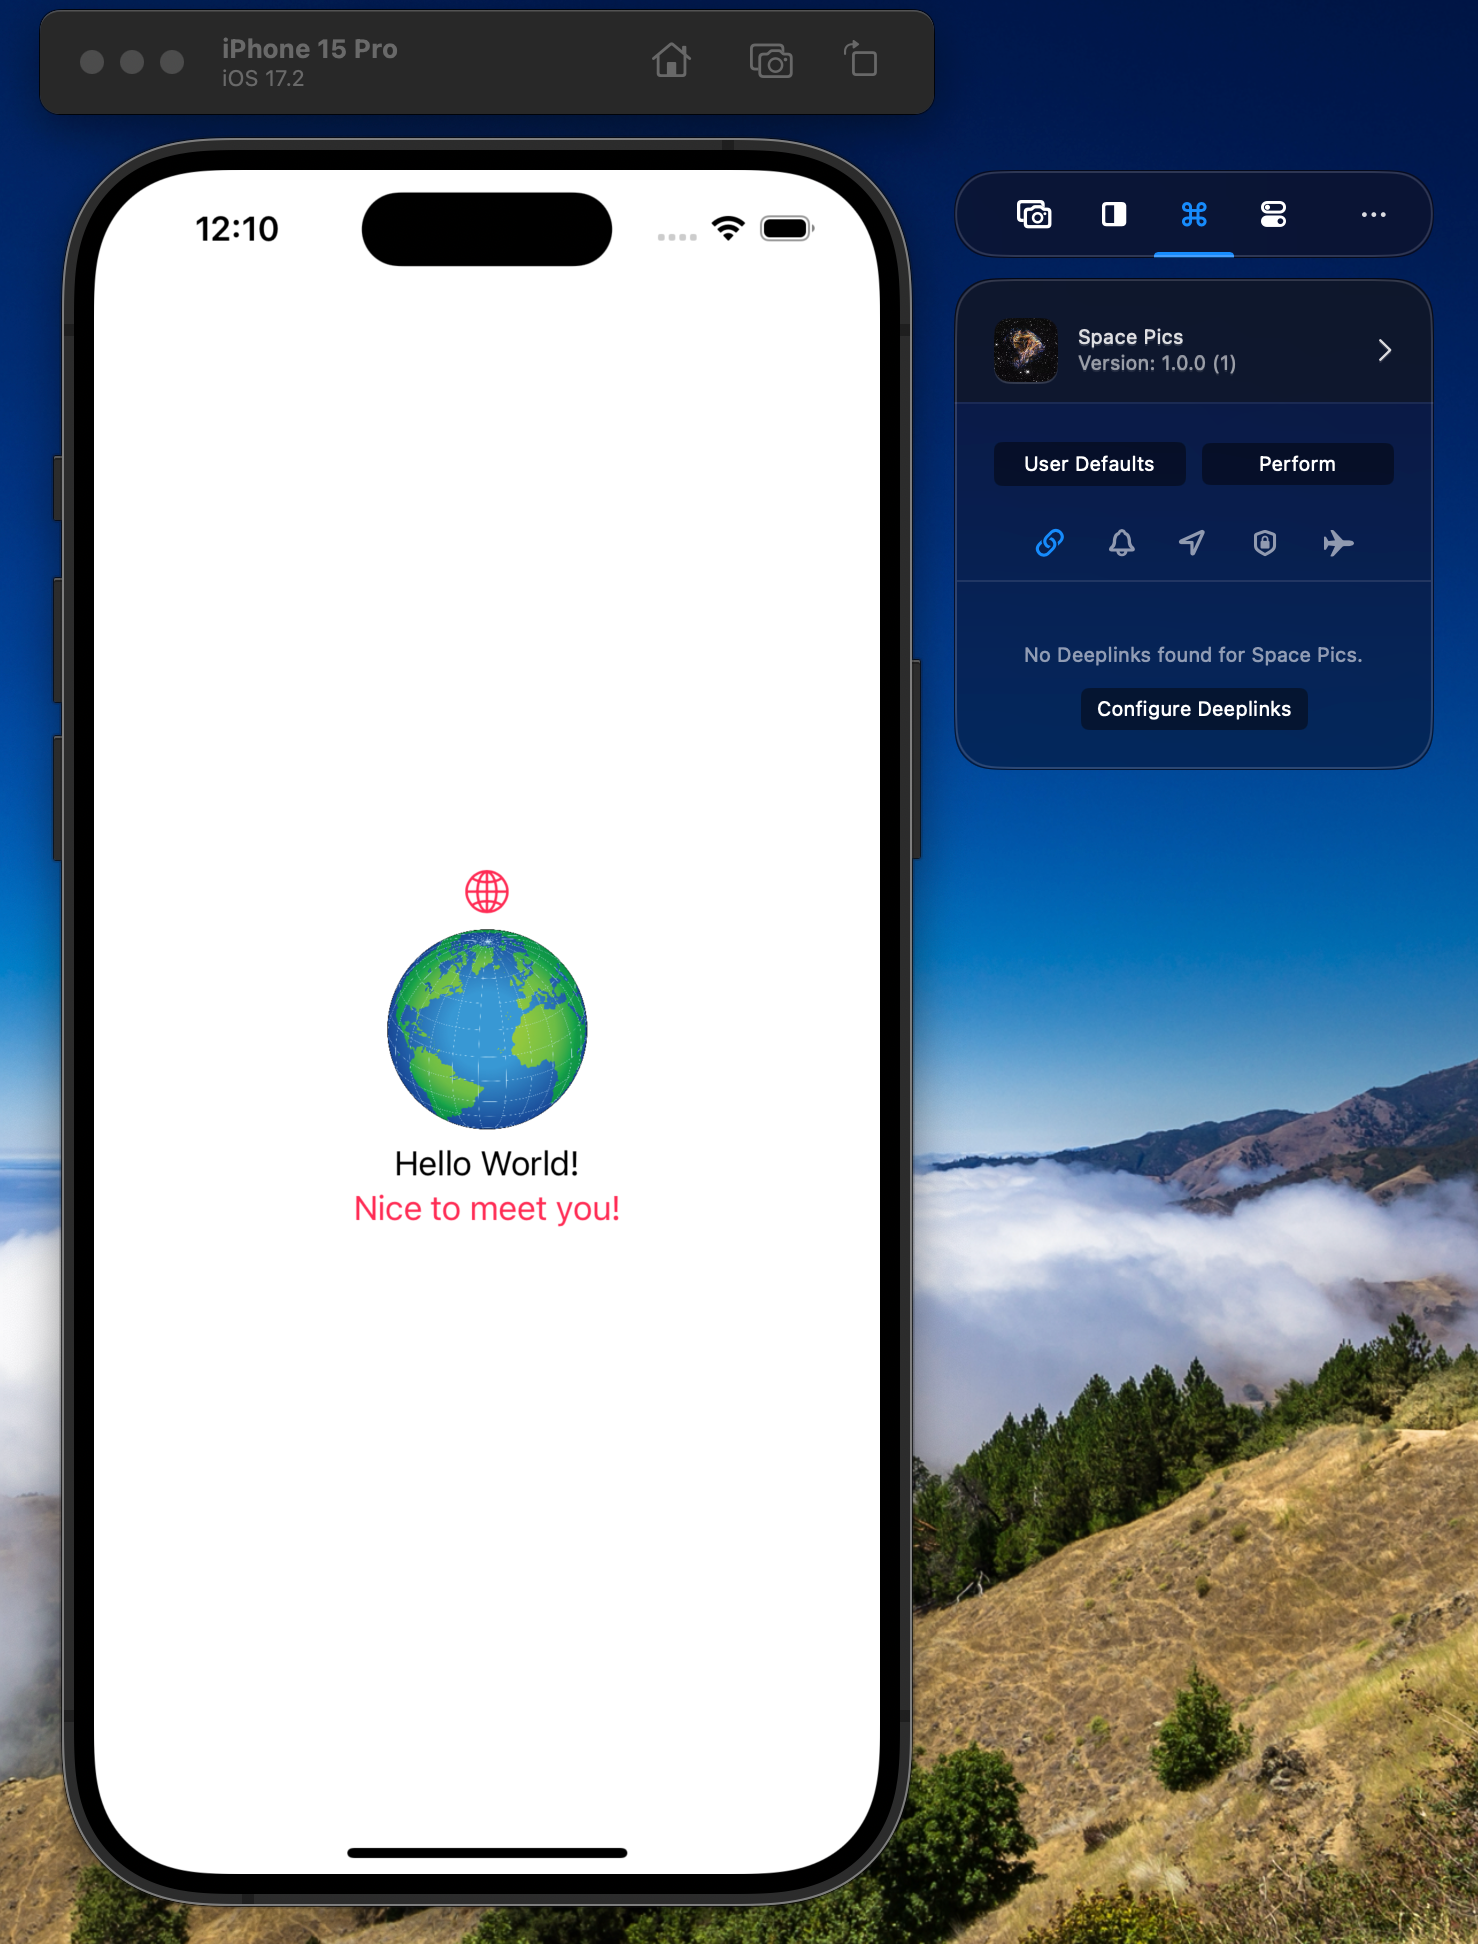 iPhone 15 Pro
iOS 17.2
12:10
Hello World!
Nice to meet you!
Space Pics
Version: 1.0.0 (1)
User Defaults
Perform
No Deeplinks found for Space Pics.
Configure Deeplinks